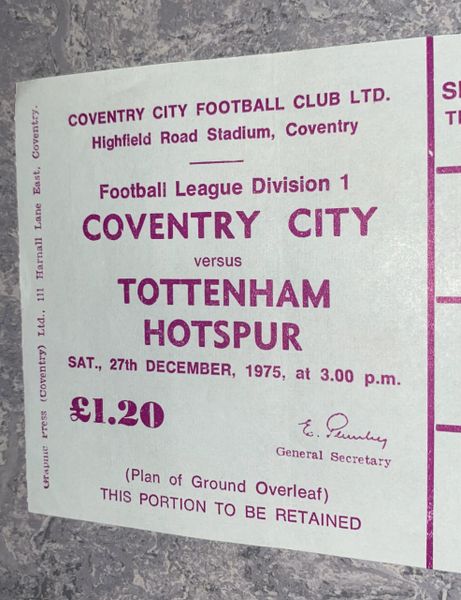 COVENTRY CITY FOOTBALL CLUB LTD.
Highfield Road Stadium, Coventry
Football League Division 1
COVENTRY CITY
versus
TOTTENHAM
HOTSPUR
SAT., 27th DECEMBER, 1975, at 3.00 p.m.
£1.20
General Secretary
(Plan of Ground Overleaf)
THIS PORTION TO BE RETAINED
Graphic Press (Coventry) Ltd., 111 Harnall Lane East, Coventry.